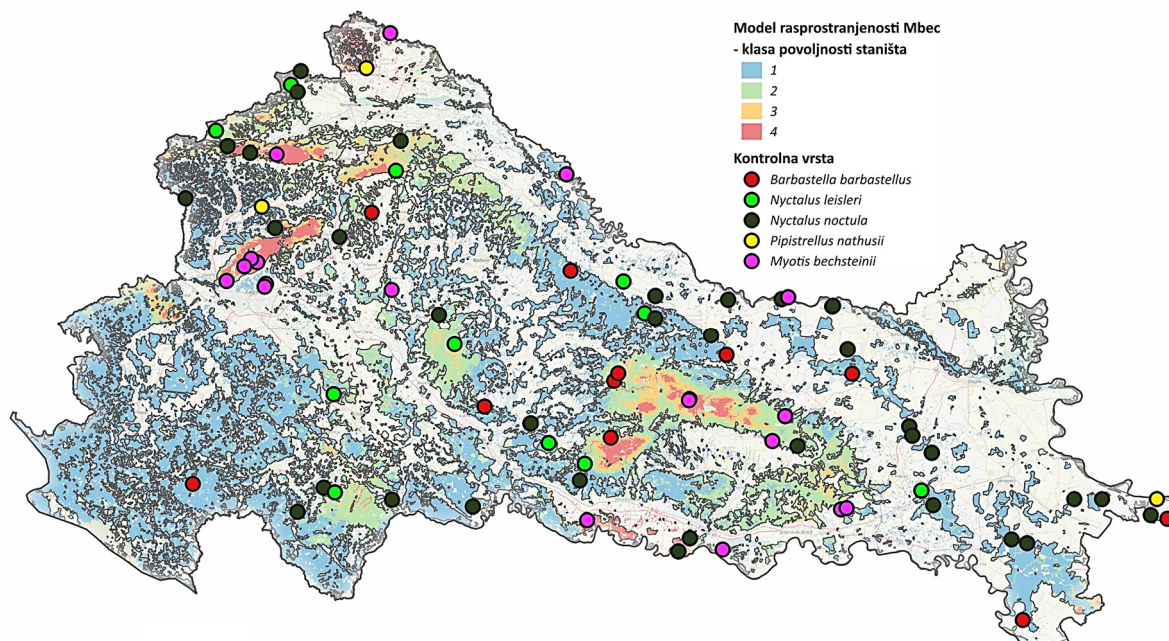 Model rasprostranjenosti Mbec
- klasa povoljnosti staništa
1
2
3
4
Kontrolna vrsta
Barbastella barbastellus
Nyctalus leisleri
Nyctalus noctula
Pipistrellus nathusii
Myotis bechsteinii